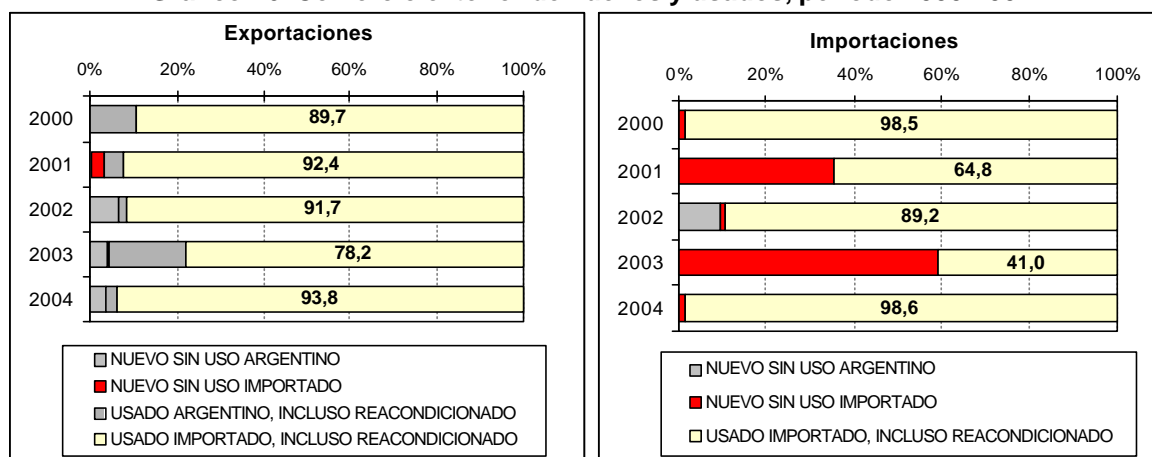 Exportaciones
0% 20% 40% 60% 80% 100%
2000 89,7
2001 92,4
2002 91,7
2003 78,2
2004 93,8
NUEVO SIN USO ARGENTINO
NUEVO SIN USO IMPORTADO
USADO ARGENTINO, INCLUSO REACONDICIONADO
USADO IMPORTADO, INCLUSO REACONDICIONADO
Importaciones
0% 20% 40% 60% 80% 100%
2000 98,5
2001 64,8
2002 89,2
2003 41,0
2004 98,6
NUEVO SIN USO ARGENTINO
NUEVO SIN USO IMPORTADO
USADO IMPORTADO, INCLUSO REACONDICIONADO